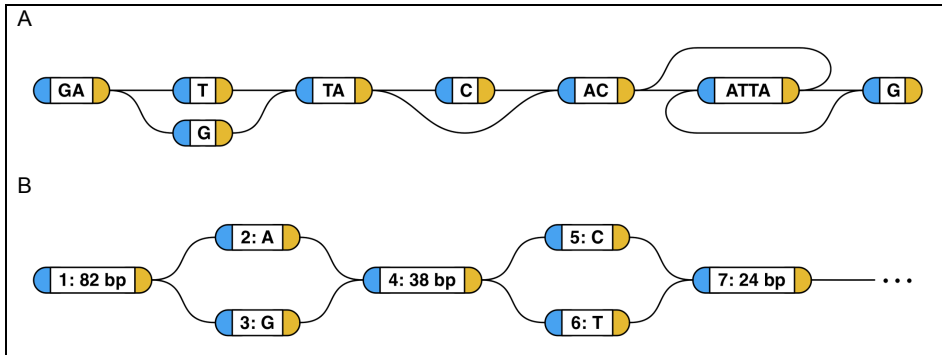 A
GA T TA C AC ATTA G
G
B
2: A 5: C
1: 82 bp 4: 38 bp 7: 24 bp ...
3: G 6: T